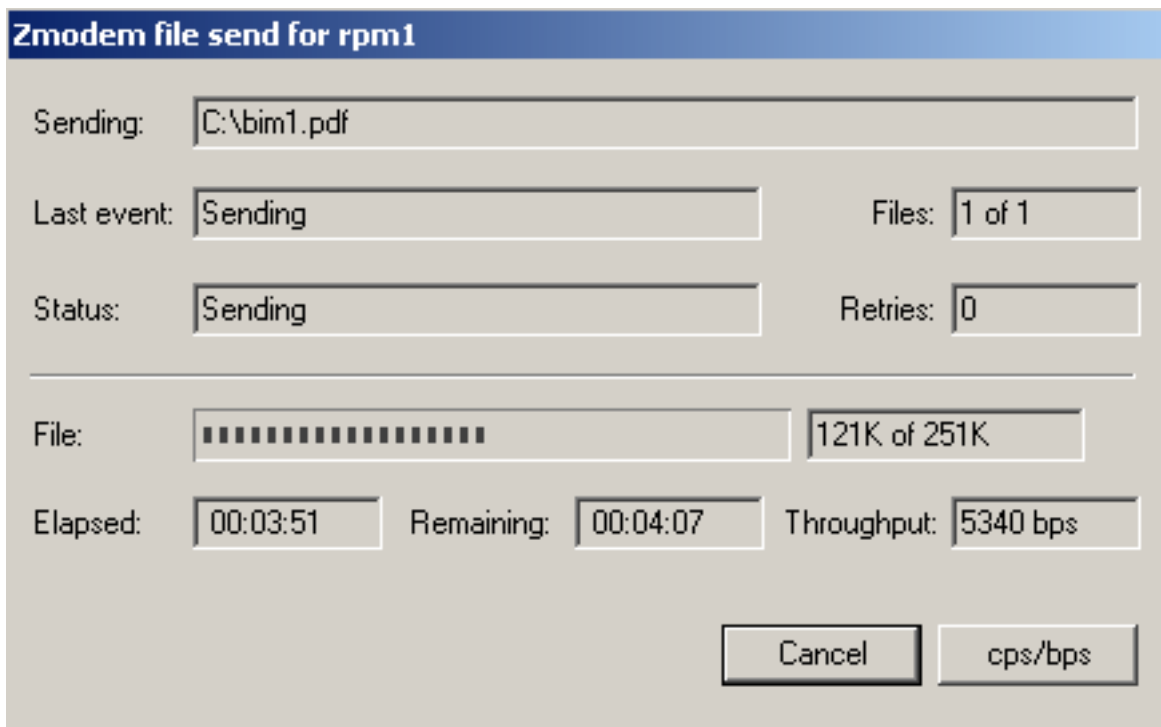 Zmodem file send for rpm1
Sending: C:\bim1.pdf
Last event: Sending Files: 1 of 1
Status: Sending Retries: 0
File: 121K of 251K
Elapsed: 00:03:51 Remaining: 00:04:07 Throughput: 5340 bps
Cancel cps/bps